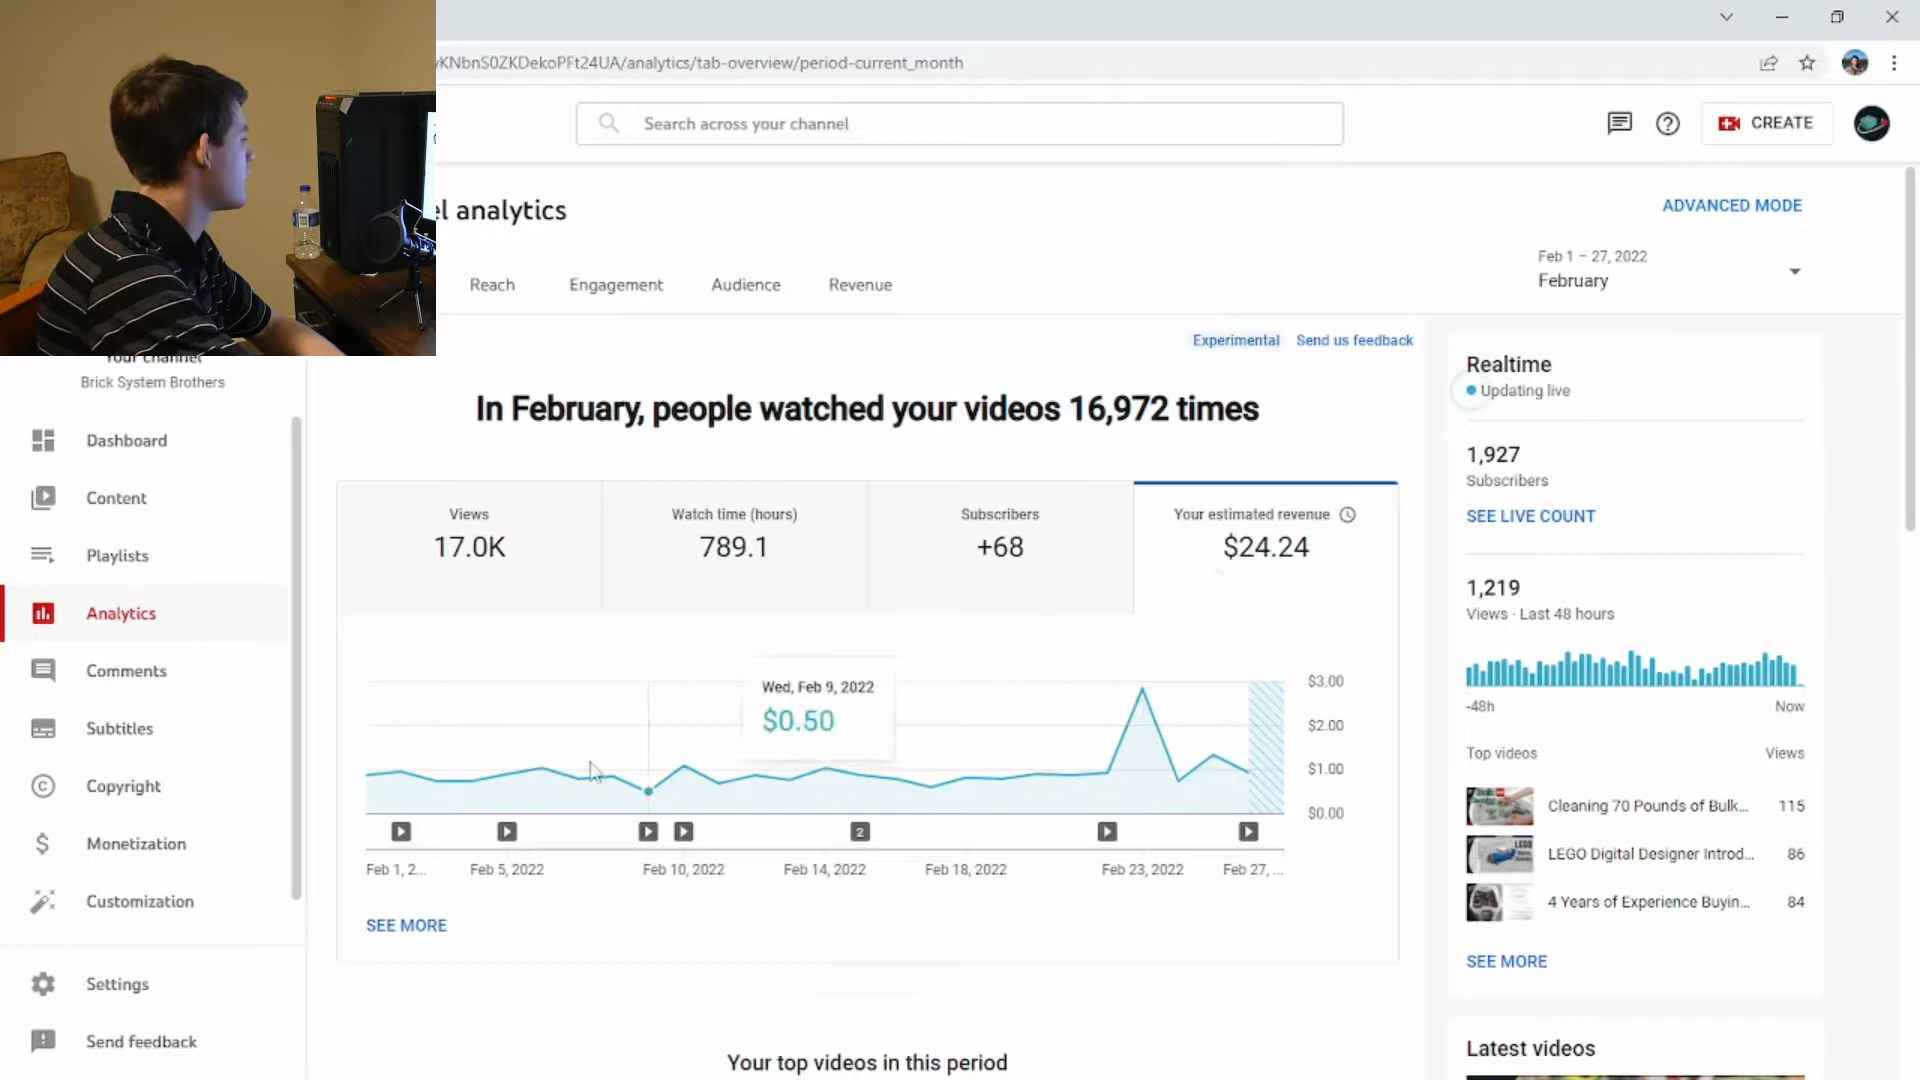 KNbnS0ZKDekoPFt24UA/analytics/tab-overview/period-current_month
Search across your channel
CREATE
analytics
ADVANCED MODE
Reach
Engagement
Audience
Revenue
Feb 1 – 27, 2022
February
Experimental
Send us feedback
Your channel
Brick System Brothers
Dashboard
Content
Playlists
Analytics
Comments
Subtitles
Copyright
Monetization
Customization
Settings
Send feedback
In February, people watched your videos 16,972 times
Views
17.0K
Watch time (hours)
789.1
Subscribers
+68
Your estimated revenue
$24.24
Wed, Feb 9, 2022
$0.50
$3.00
$2.00
$1.00
$0.00
2
Feb 1, 2...
Feb 5, 2022
Feb 10, 2022
Feb 14, 2022
Feb 18, 2022
Feb 23, 2022
Feb 27, ...
SEE MORE
Your top videos in this period
Realtime
Updating live
1,927
Subscribers
SEE LIVE COUNT
1,219
Views · Last 48 hours
-48h
Now
Top videos
Views
Cleaning 70 Pounds of Bulk...
115
LEGO Digital Designer Introd...
86
4 Years of Experience Buyin...
84
SEE MORE
Latest videos